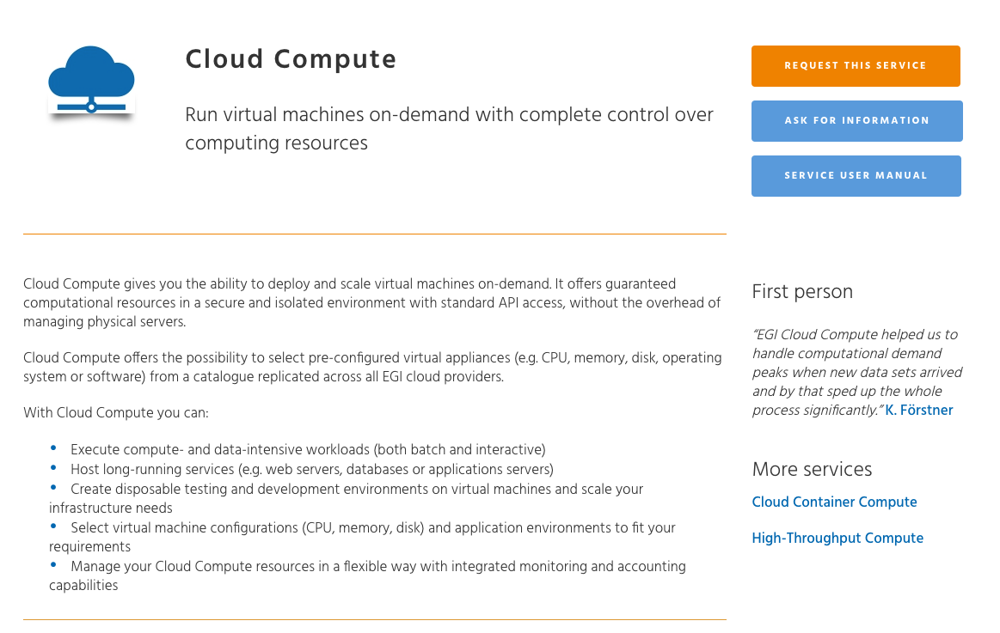 Cloud Compute
Run virtual machines on-demand with complete control over
computing resources
REQUEST THIS SERVICE
ASK FOR INFORMATION
SERVICE USER MANUAL
Cloud Compute gives you the ability to deploy and scale virtual machines on-demand. It offers guaranteed
computational resources in a secure and isolated environment with standard API access, without the overhead of
managing physical servers.
Cloud Compute offers the possibility to select pre-configured virtual appliances (e.g. CPU, memory, disk, operating
system or software) from a catalogue replicated across all EGI cloud providers.
With Cloud Compute you can:
• Execute compute- and data-intensive workloads (both batch and interactive)
• Host long-running services (e.g. web servers, databases or applications servers)
• Create disposable testing and development environments on virtual machines and scale your
infrastructure needs
• Select virtual machine configurations (CPU, memory, disk) and application environments to fit your
requirements
• Manage your Cloud Compute resources in a flexible way with integrated monitoring and accounting
capabilities
First person
“EGI Cloud Compute helped us to
handle computational demand
peaks when new data sets arrived
and by that sped up the whole
process significantly.” K. Förstner
More services
Cloud Container Compute
High-Throughput Compute